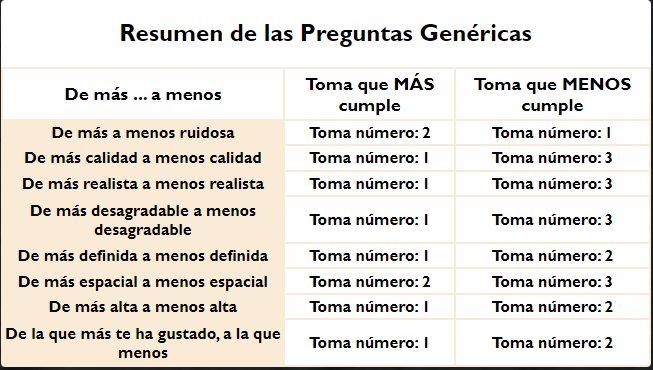 Resumen de las Preguntas Genéricas
De más ... a menos
Toma que MÁS cumple
Toma que MENOS cumple
De más a menos ruidosa Toma número: 2 Toma número: 1
De más calidad a menos calidad Toma número: 1 Toma número: 3
De más realista a menos realista Toma número: 1 Toma número: 3
De más desagradable a menos desagradable Toma número: 1 Toma número: 3
De más definida a menos definida Toma número: 1 Toma número: 2
De más espacial a menos espacial Toma número: 2 Toma número: 3
De más alta a menos alta Toma número: 1 Toma número: 2
De la que más te ha gustado, a la que menos Toma número: 1 Toma número: 2